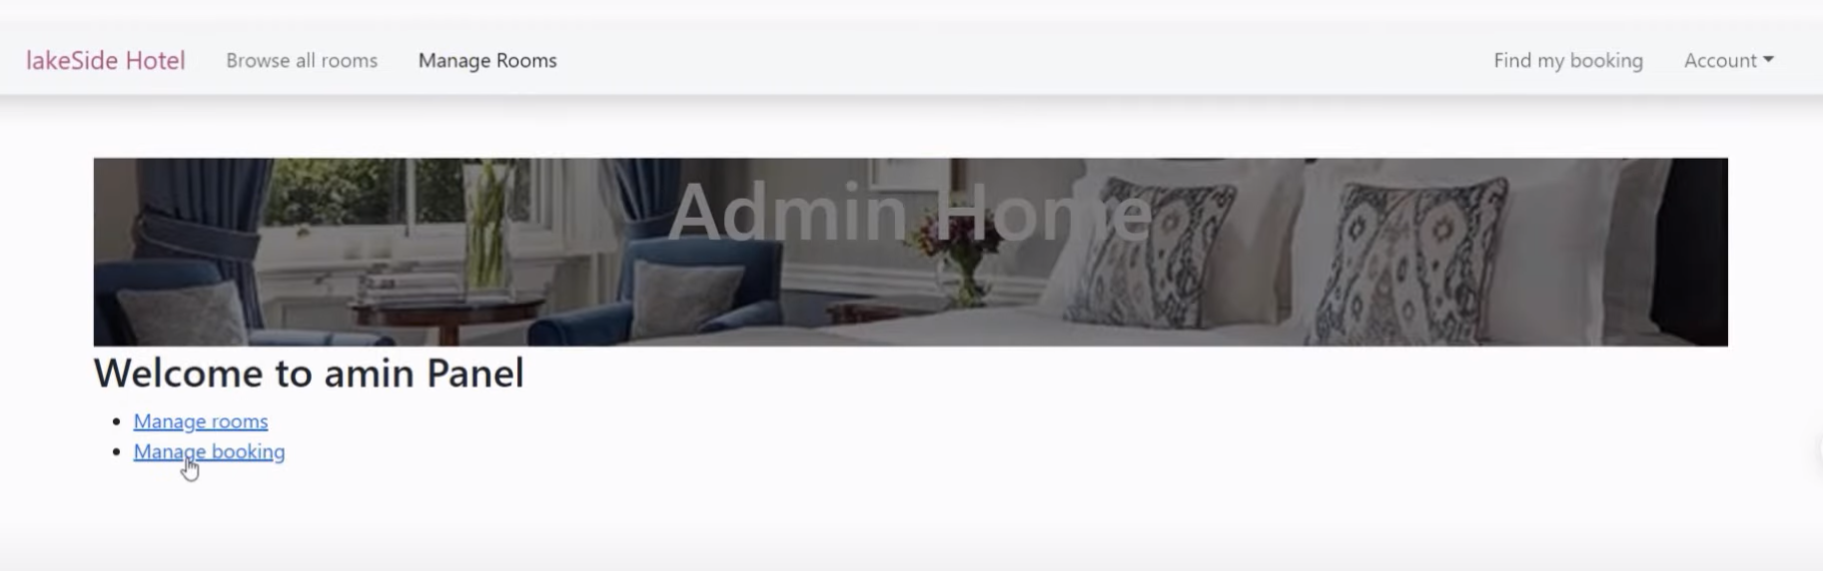 lakeSide Hotel Browse all rooms Manage Rooms Find my booking Account
Admin Home
Welcome to amin Panel
Manage rooms
Manage booking